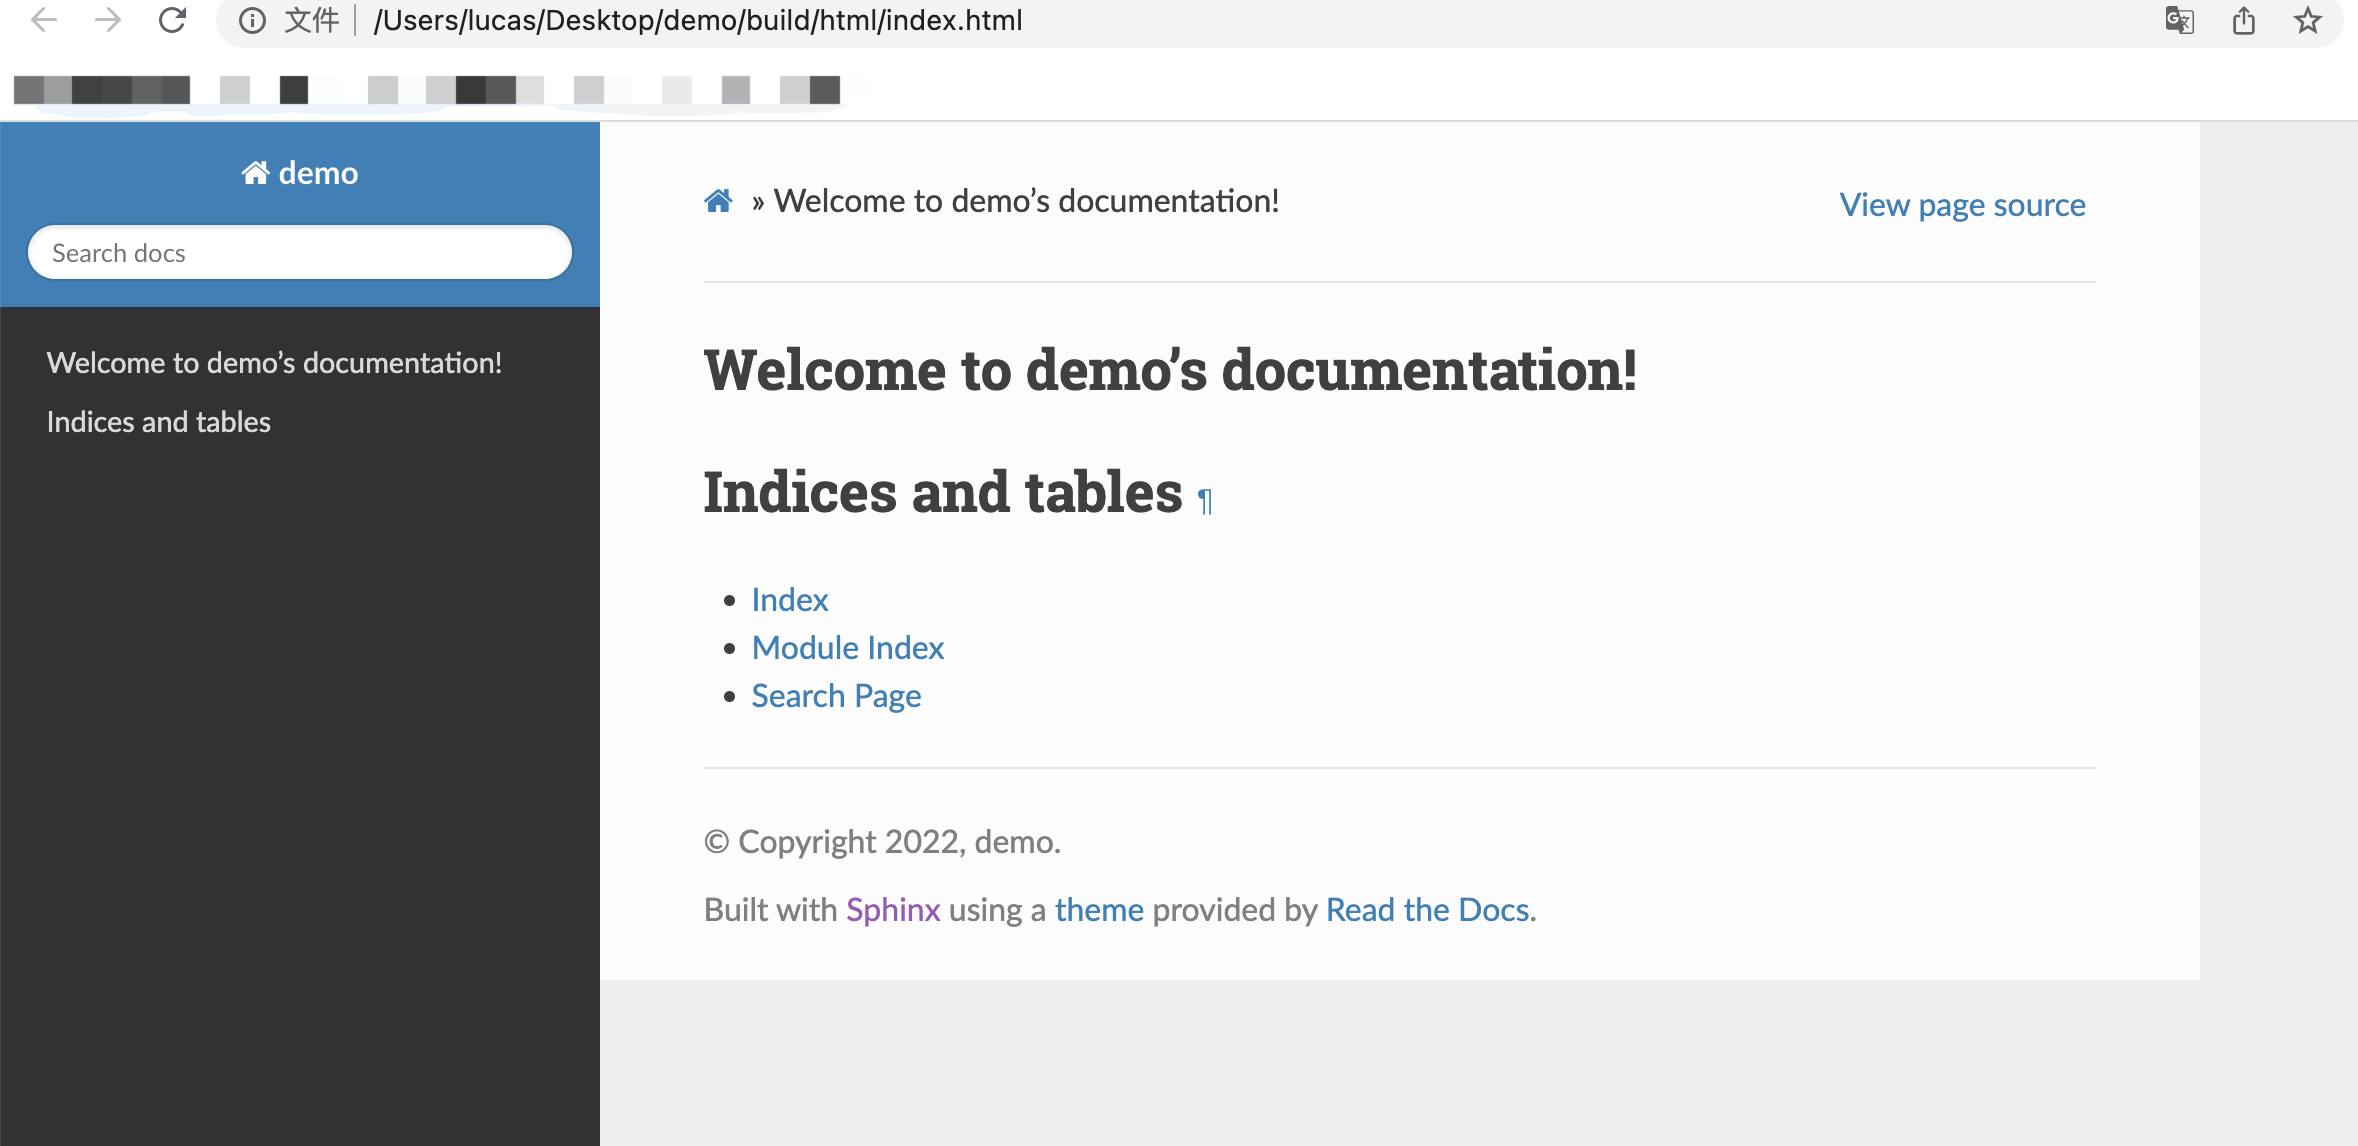 文件 /Users/lucas/Desktop/demo/build/html/index.html
demo
Search docs
Welcome to demo’s documentation!
Indices and tables
» Welcome to demo’s documentation!
View page source
Welcome to demo’s documentation!
Indices and tables ¶
• Index
• Module Index
• Search Page
© Copyright 2022, demo.
Built with Sphinx using a theme provided by Read the Docs.